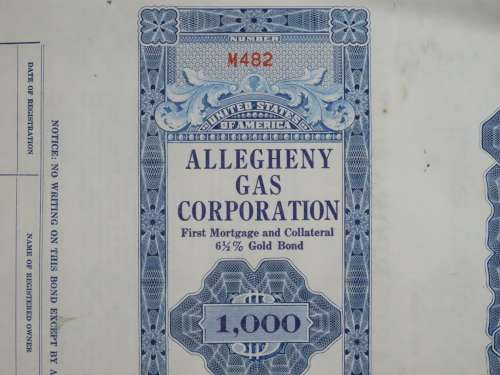 NUMBER
M482
UNITED STATES
OF AMERICA
ALLEGHENY
GAS
CORPORATION
First Mortgage and Collateral
6½% Gold Bond
1,000
DATE OF REGISTRATION
NAME OF REGISTERED OWNER
NOTICE: NO WRITING ON THIS BOND EXCEPT BY A